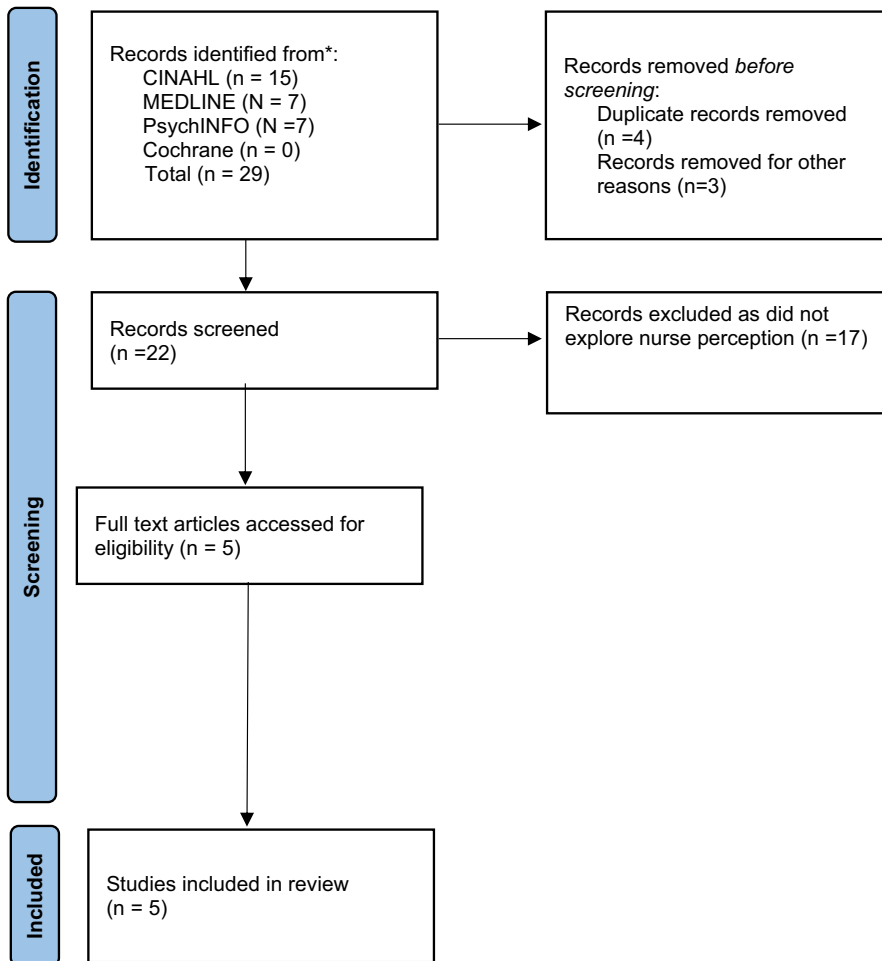 Identification
Records identified from*:
CINAHL (n = 15)
MEDLINE (N = 7)
PsychINFO (N =7)
Cochrane (n = 0)
Total (n = 29)
Records removed before
screening:
Duplicate records removed
(n =4)
Records removed for other
reasons (n=3)
Screening
Records screened
(n =22)
Records excluded as did not
explore nurse perception (n =17)
Full text articles accessed for
eligibility (n = 5)
Included
Studies included in review
(n = 5)